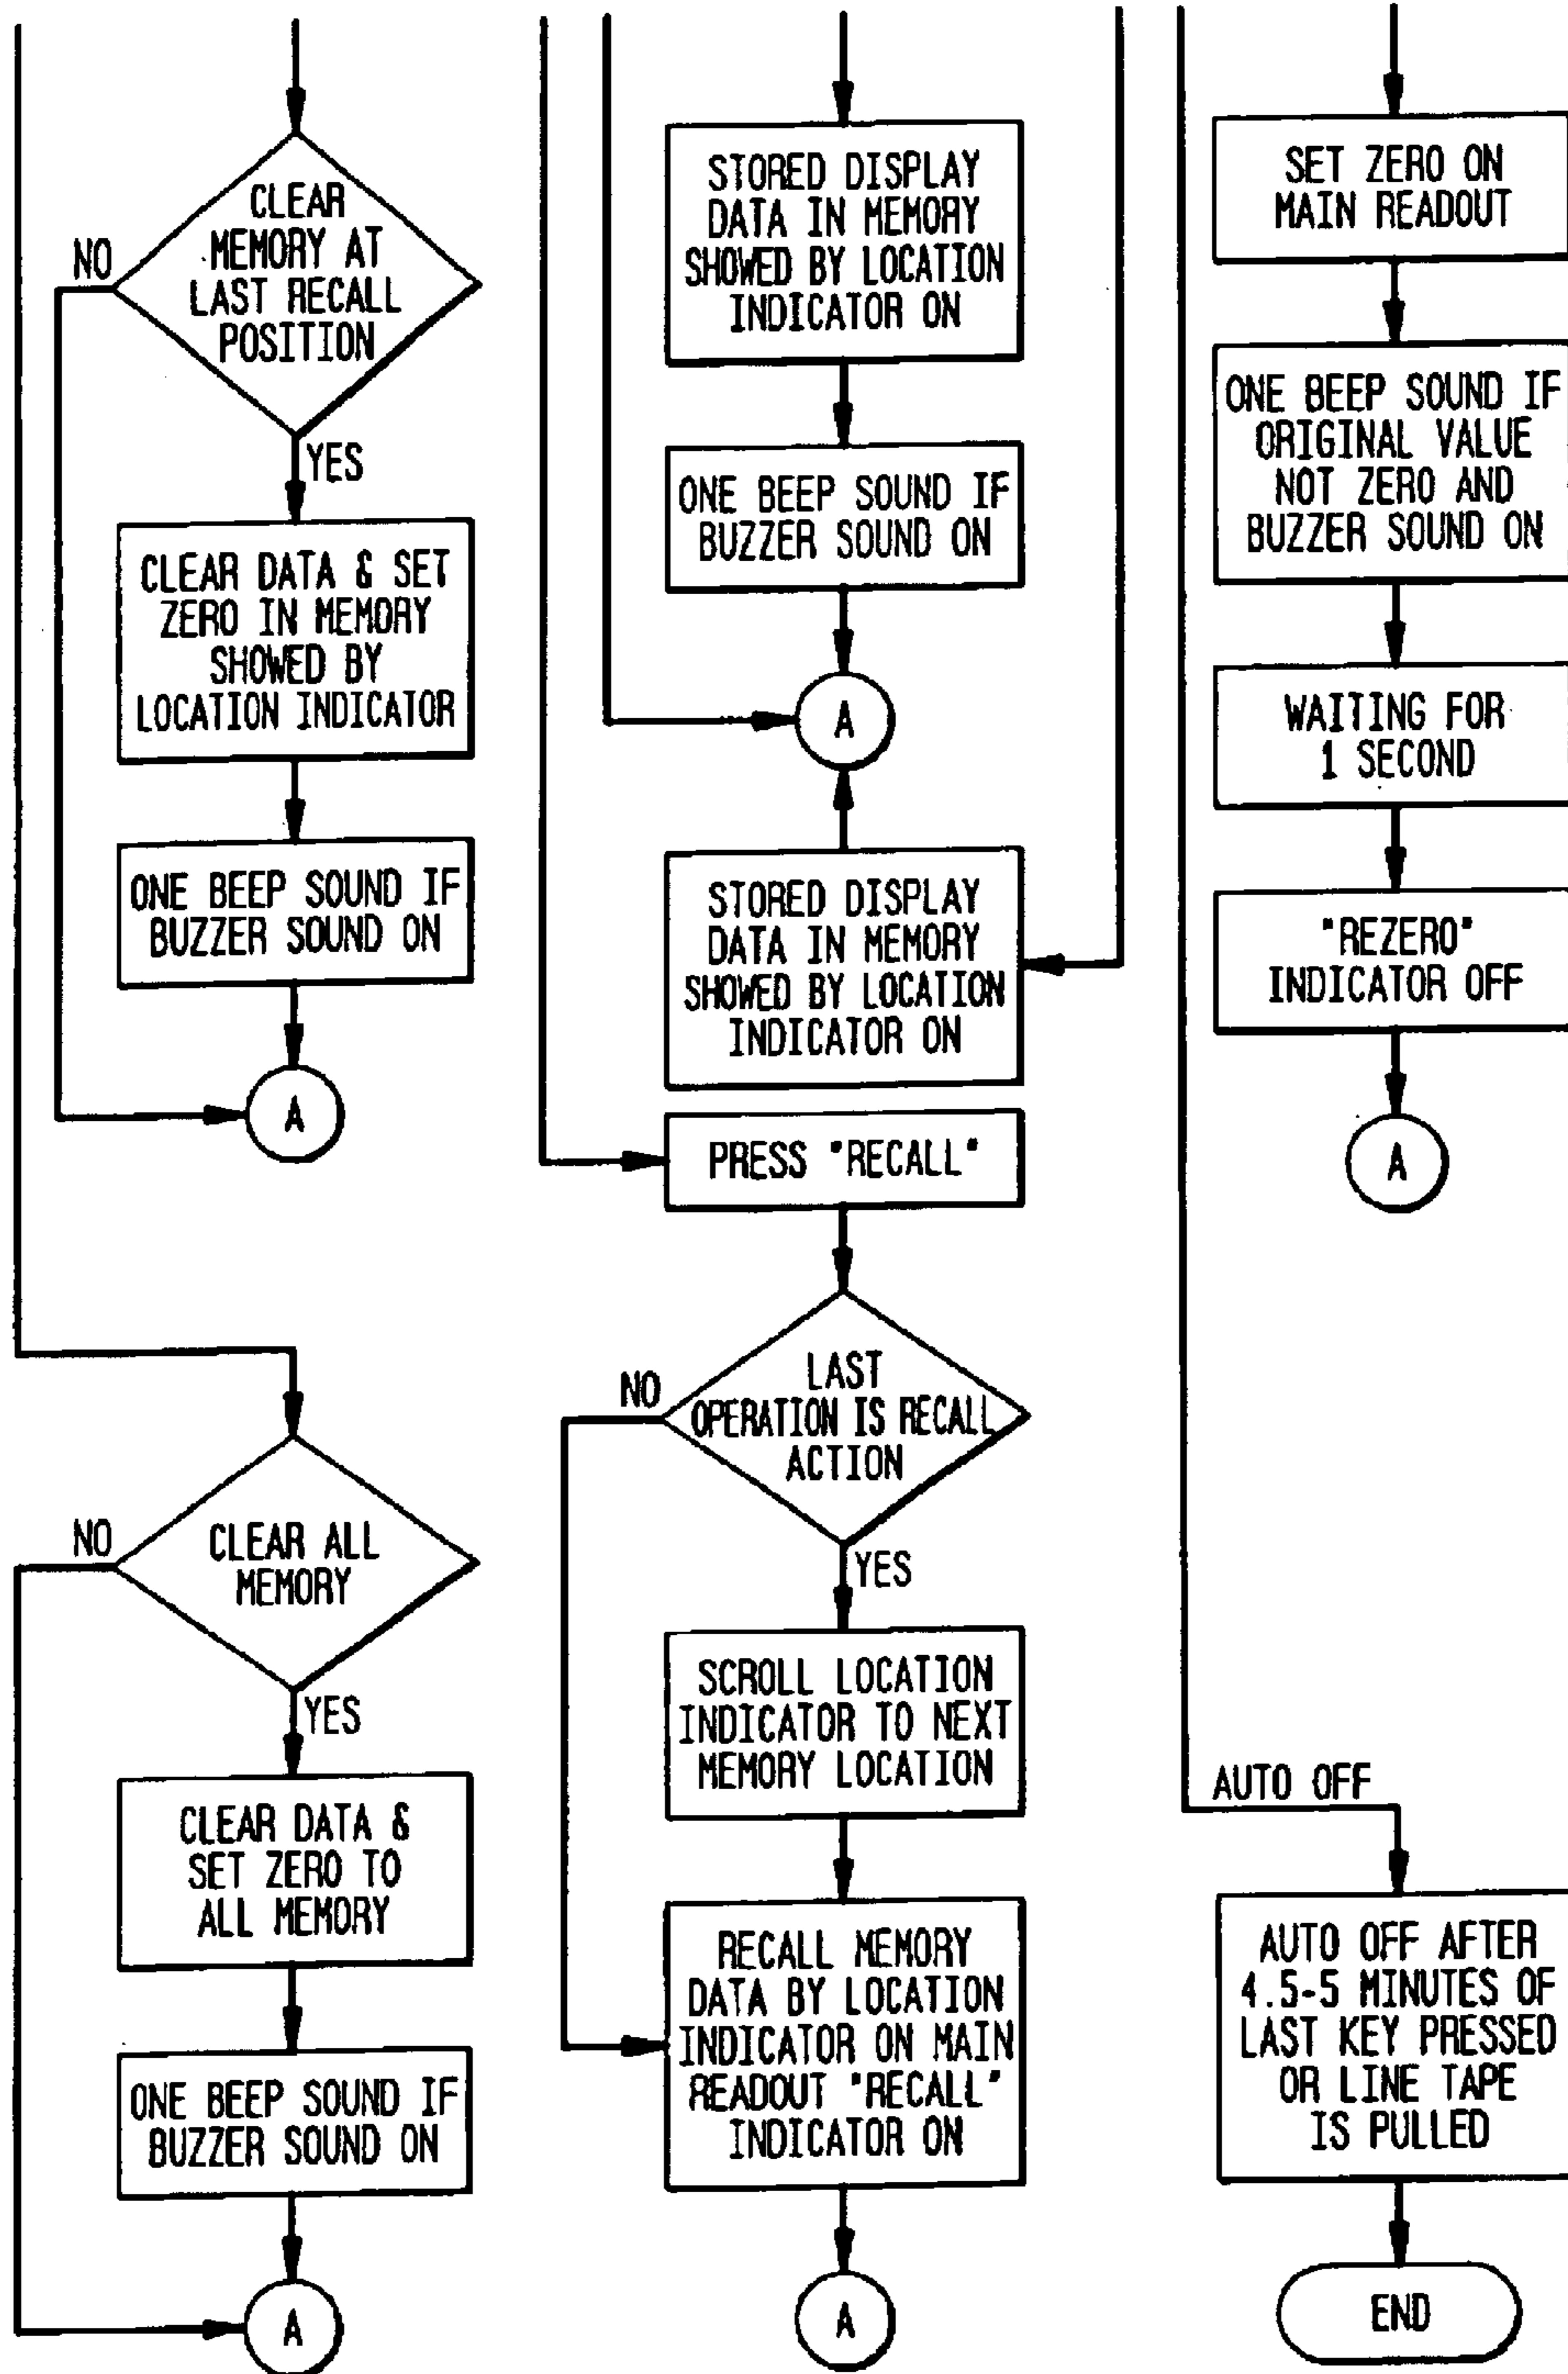 CLEAR
MEMORY AT
LAST RECALL
POSITION
NO
YES
CLEAR DATA & SET
ZERO IN MEMORY
SHOWED BY
LOCATION INDICATOR
ONE BEEP SOUND IF
BUZZER SOUND ON
A
CLEAR ALL
MEMORY
NO
YES
CLEAR DATA &
SET ZERO TO
ALL MEMORY
ONE BEEP SOUND IF
BUZZER SOUND ON
A
STORED DISPLAY
DATA IN MEMORY
SHOWED BY LOCATION
INDICATOR ON
ONE BEEP SOUND IF
BUZZER SOUND ON
A
STORED DISPLAY
DATA IN MEMORY
SHOWED BY LOCATION
INDICATOR ON
PRESS "RECALL"
LAST
OPERATION IS RECALL
ACTION
NO
YES
SCROLL LOCATION
INDICATOR TO NEXT
MEMORY LOCATION
RECALL MEMORY
DATA BY LOCATION
INDICATOR ON MAIN
READOUT "RECALL"
INDICATOR ON
A
SET ZERO ON
MAIN READOUT
ONE BEEP SOUND IF
ORIGINAL VALUE
NOT ZERO AND
BUZZER SOUND ON
WAITING FOR
1 SECOND
"REZERO"
INDICATOR OFF
A
AUTO OFF
AUTO OFF AFTER
4.5-5 MINUTES OF
LAST KEY PRESSED
OR LINE TAPE
IS PULLED
END